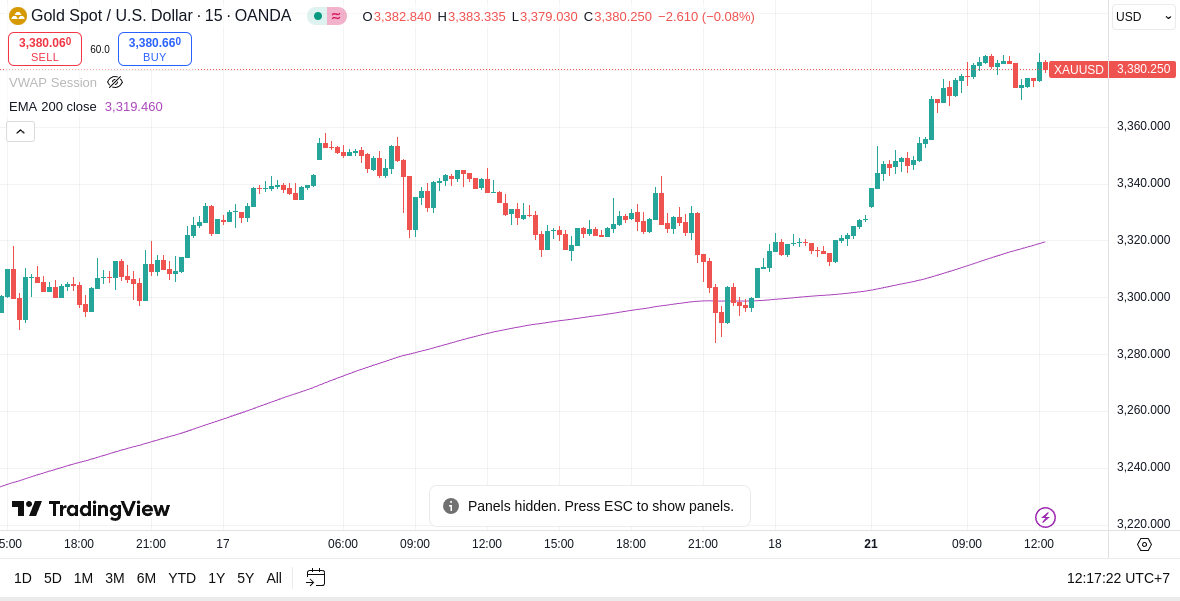 Gold Spot / U.S. Dollar · 15 · OANDA ≈ O3,382.840 H3,383.335 L3,379.030 C3,380.250 −2.610 (−0.08%) USD
3,380.060 60.0 3,380.660
SELL BUY
XAUUSD 3,380.250
VWAP Session
EMA 200 close 3,319.460
3,360.000
3,340.000
3,320.000
3,300.000
3,280.000
3,260.000
3,240.000
3,220.000
TradingView
Panels hidden. Press ESC to show panels.
5:00 18:00 21:00 17 06:00 09:00 12:00 15:00 18:00 21:00 18 21 09:00 12:00
1D 5D 1M 3M 6M YTD 1Y 5Y All 12:17:22 UTC+7